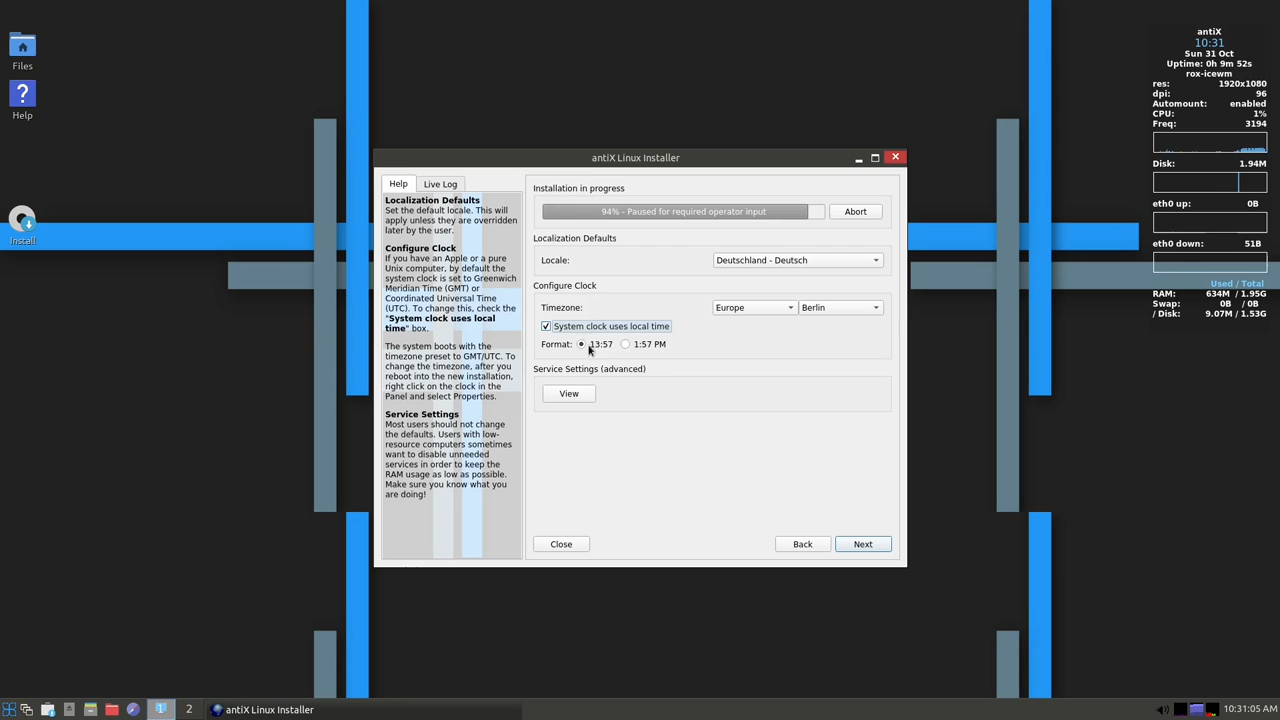 Files
?
Help
Install
antiX
10:31
Sun 31 Oct
Uptime: 0h 9m 52s
rox-icewm
res: 1920x1080
dpi: 96
Automount: enabled
CPU: 1%
Freq: 3194
Disk: 1.94M
eth0 up: 0B
eth0 down: 51B
Used / Total
RAM: 634M / 1.95G
Swap: 0B / 0B
/ Disk: 9.07M / 1.53G
antiX Linux Installer
Help
Live Log
Localization Defaults
Set the default locale. This will
apply unless they are overridden
later by the user.
Configure Clock
If you have an Apple or a pure
Unix computer, by default the
system clock is set to Greenwich
Meridian Time (GMT) or
Coordinated Universal Time
(UTC). To change this, check the
"System clock uses local
time" box.
The system boots with the
timezone preset to GMT/UTC. To
change the timezone, after you
reboot into the new installation,
right click on the clock in the
Panel and select Properties.
Service Settings
Most users should not change
the defaults. Users with low-
resource computers sometimes
want to disable unneeded
services in order to keep the
RAM usage as low as possible.
Make sure you know what you
are doing!
Installation in progress
94% - Paused for required operator input
Abort
Localization Defaults
Locale: Deutschland - Deutsch
Configure Clock
Timezone: Europe Berlin
System clock uses local time
Format: 13:57 1:57 PM
Service Settings (advanced)
View
Close Back Next
1 2 antiX Linux Installer 10:31:05 AM